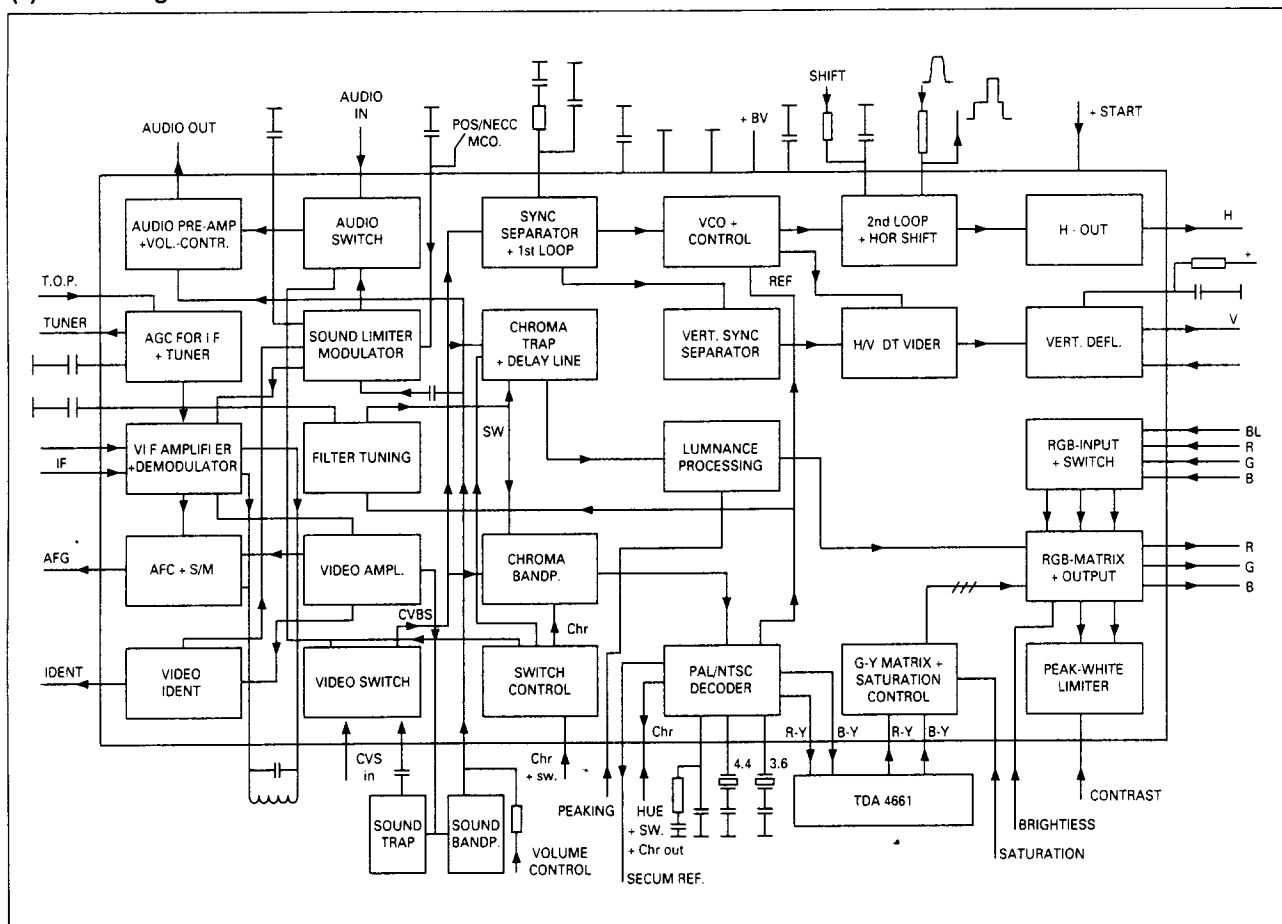 SHIFT
AUDIO
IN
AUDIO OUT
POS/NECC
MCO.
+ BV
+ START
AUDIO PRE-AMP
+VOL.-CONTR.
AUDIO
SWITCH
SYNC
SEPARATOR
+ 1st LOOP
VCO +
CONTROL
2nd LOOP
+ HOR SHIFT
H - OUT
H
REF
+
T.O.P.
TUNER
AGC FOR I F
+ TUNER
SOUND LIMITER
MODULATOR
CHROMA
TRAP
+ DELAY LINE
VERT. SYNC
SEPARATOR
H/V DT VIDER
VERT. DEFL.
V
IF
VI F AMPLIFI ER
+DEMODULATOR
FILTER TUNING
SW
LUMNANCE
PROCESSING
RGB-INPUT
+ SWITCH
BL
R
G
B
AFG
AFC + S/M
VIDEO AMPL.
CHROMA
BANDP.
RGB-MATRIX
+ OUTPUT
R
G
B
CVBS
Chr
IDENT
VIDEO
IDENT
VIDEO SWITCH
SWITCH
CONTROL
PAL/NTSC
DECODER
G-Y MATRIX +
SATURATION
CONTROL
PEAK-WHITE
LIMITER
CVS
in
Chr
+ sw.
Chr
R-Y
B-Y
R-Y
B-Y
4.4
3.6
TDA 4661
SOUND
TRAP
SOUND
BANDP.
PEAKING
HUE
+ SW.
+ Chr out
CONTRAST
BRIGHTIESS
VOLUME
CONTROL
SECUM REF.
SATURATION